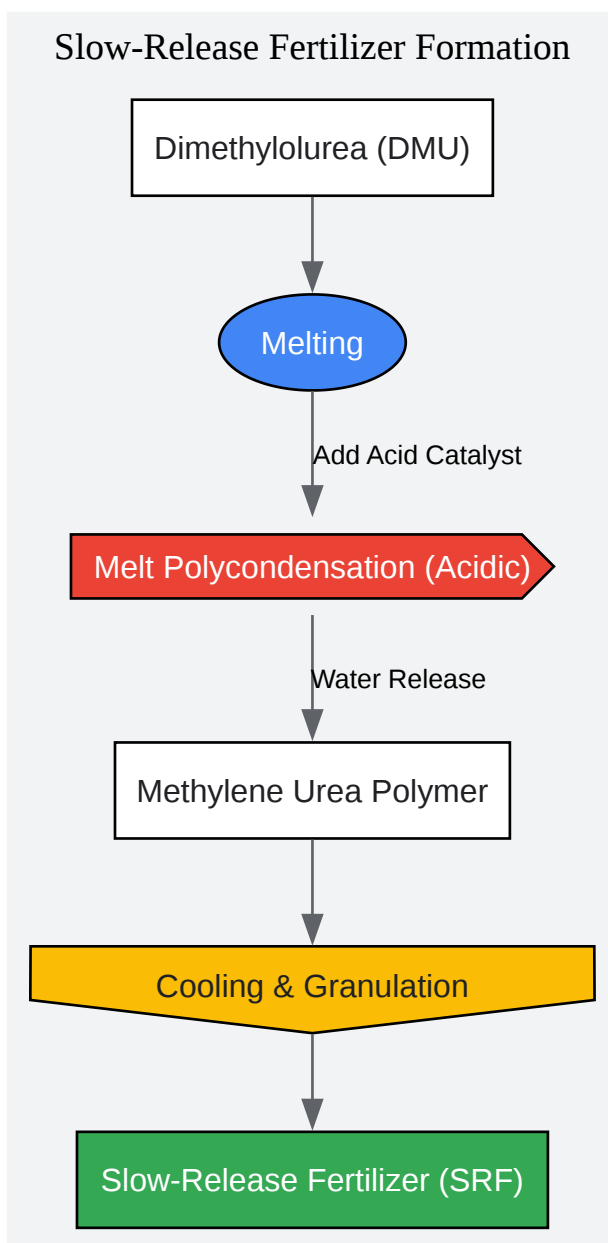 Slow-Release Fertilizer Formation
Dimethylolurea (DMU)
Melting
Add Acid Catalyst
Melt Polycondensation (Acidic)
Water Release
Methylene Urea Polymer
Cooling & Granulation
Slow-Release Fertilizer (SRF)